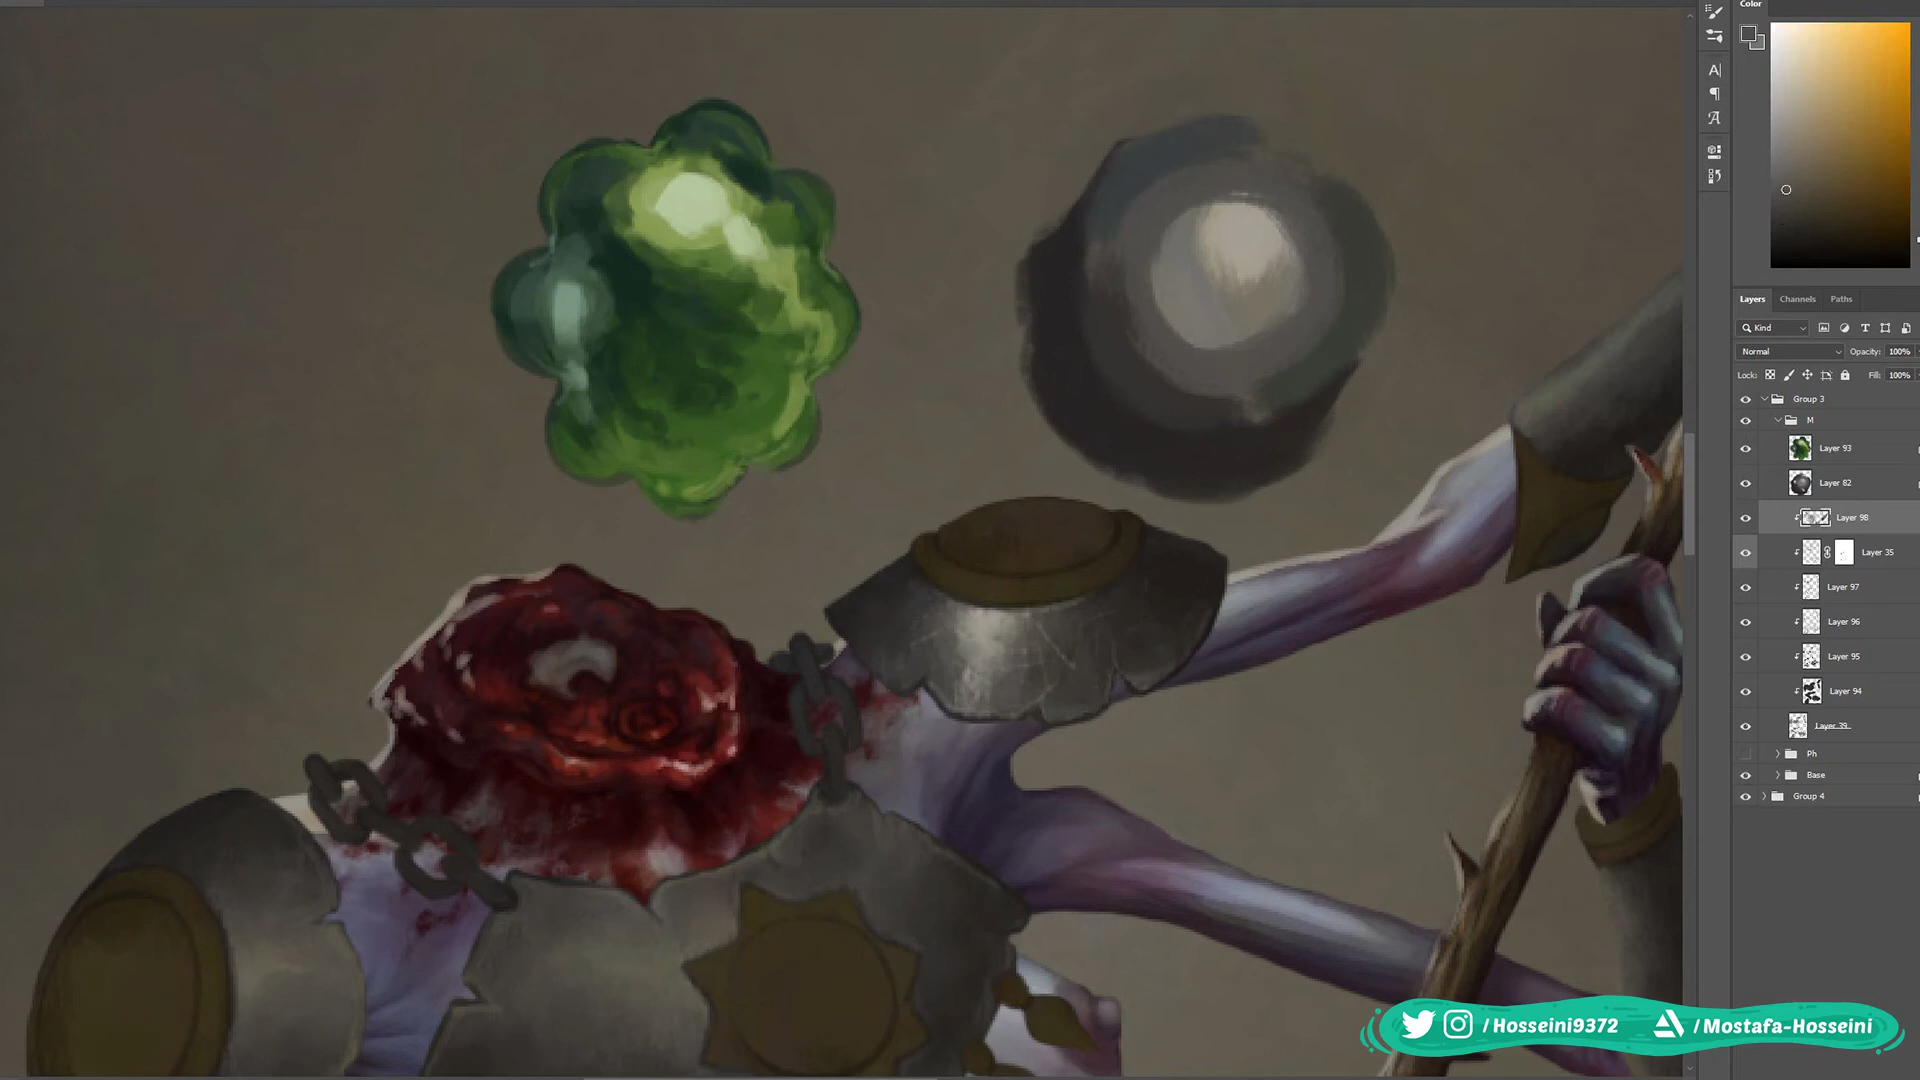 Color
Layers Channels Paths
Kind
Normal Opacity: 100%
Lock: Fill: 100%
Group 3
M
Layer 93
Layer 82
Layer 98
Layer 35
Layer 97
Layer 96
Layer 95
Layer 94
Layer 39
Ph
Base
Group 4
/Hosseini9372 /Mostafa-Hosseini